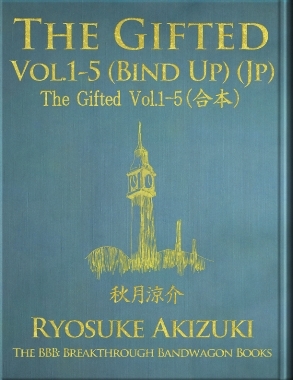 The Gifted
Vol.1-5 (Bind Up) (Jp)
The Gifted Vol.1-5(合本)
秋月涼介
Ryosuke Akizuki
The BBB: Breakthrough Bandwagon Books